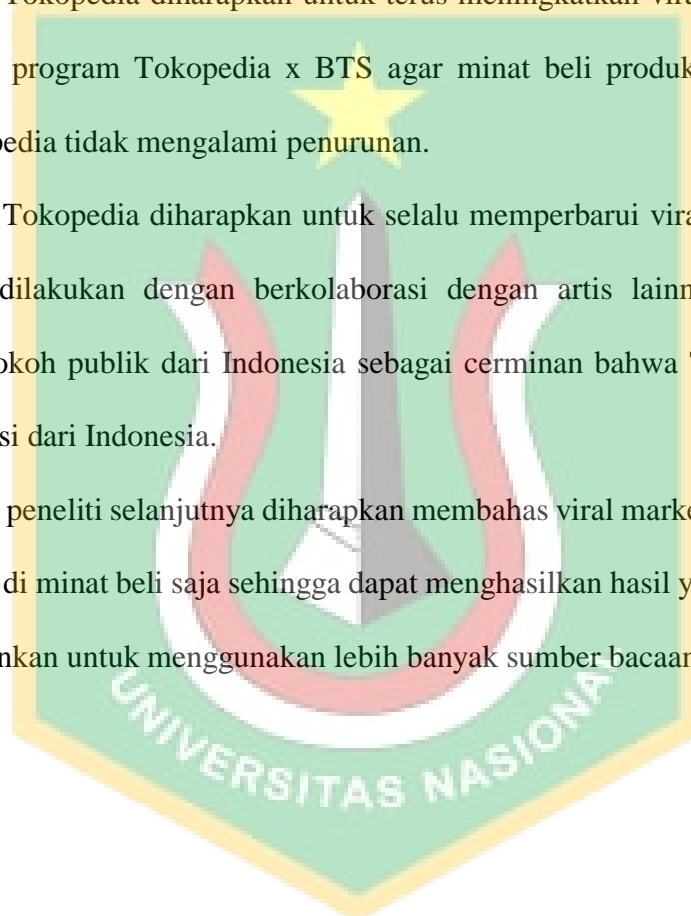 Tokopedia diharapkan untuk terus meningkatkan
program Tokopedia x BTS agar minat beli produk
pedia tidak mengalami penurunan.
Tokopedia diharapkan untuk selalu memperbarui vira
dilakukan dengan berkolaborasi dengan artis lainn
okoh publik dari Indonesia sebagai cerminan bahwa
si dari Indonesia.
peneliti selanjutnya diharapkan membahas viral marke
di minat beli saja sehingga dapat menghasilkan hasil y
nkan untuk menggunakan lebih banyak sumber bacaan
UNIVERSITAS NASIONAL